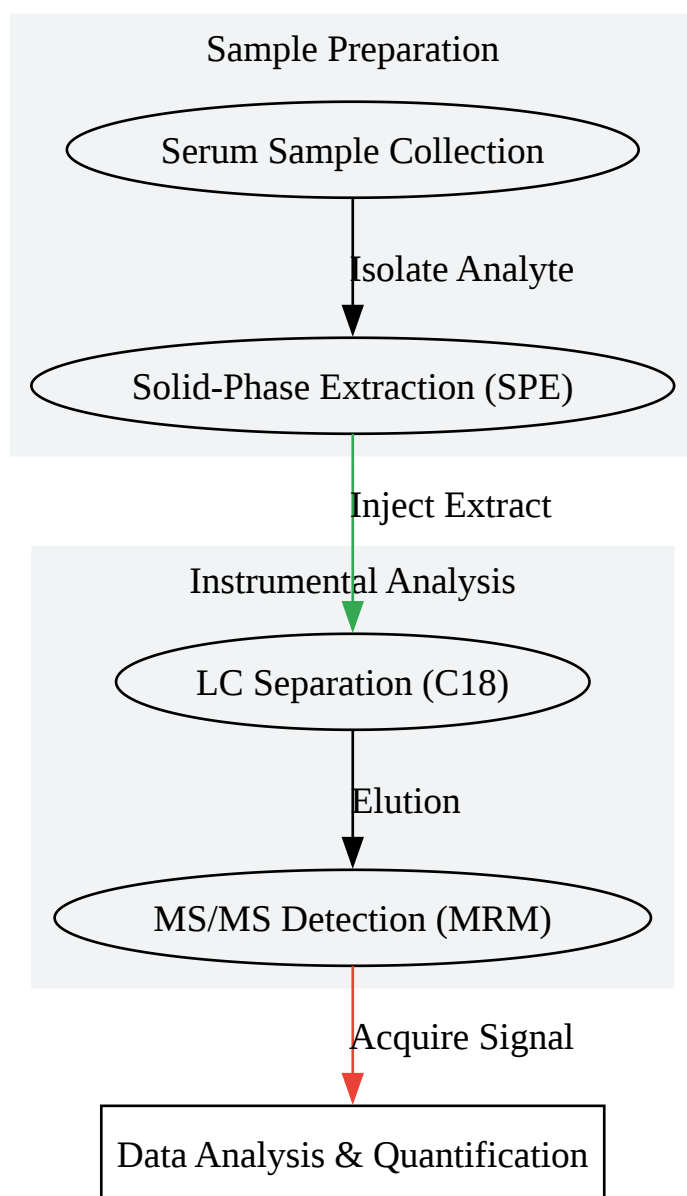 Sample Preparation
Serum Sample Collection
Isolate Analyte
Solid-Phase Extraction (SPE)
Inject Extract
Instrumental Analysis
LC Separation (C18)
Elution
MS/MS Detection (MRM)
Acquire Signal
Data Analysis & Quantification